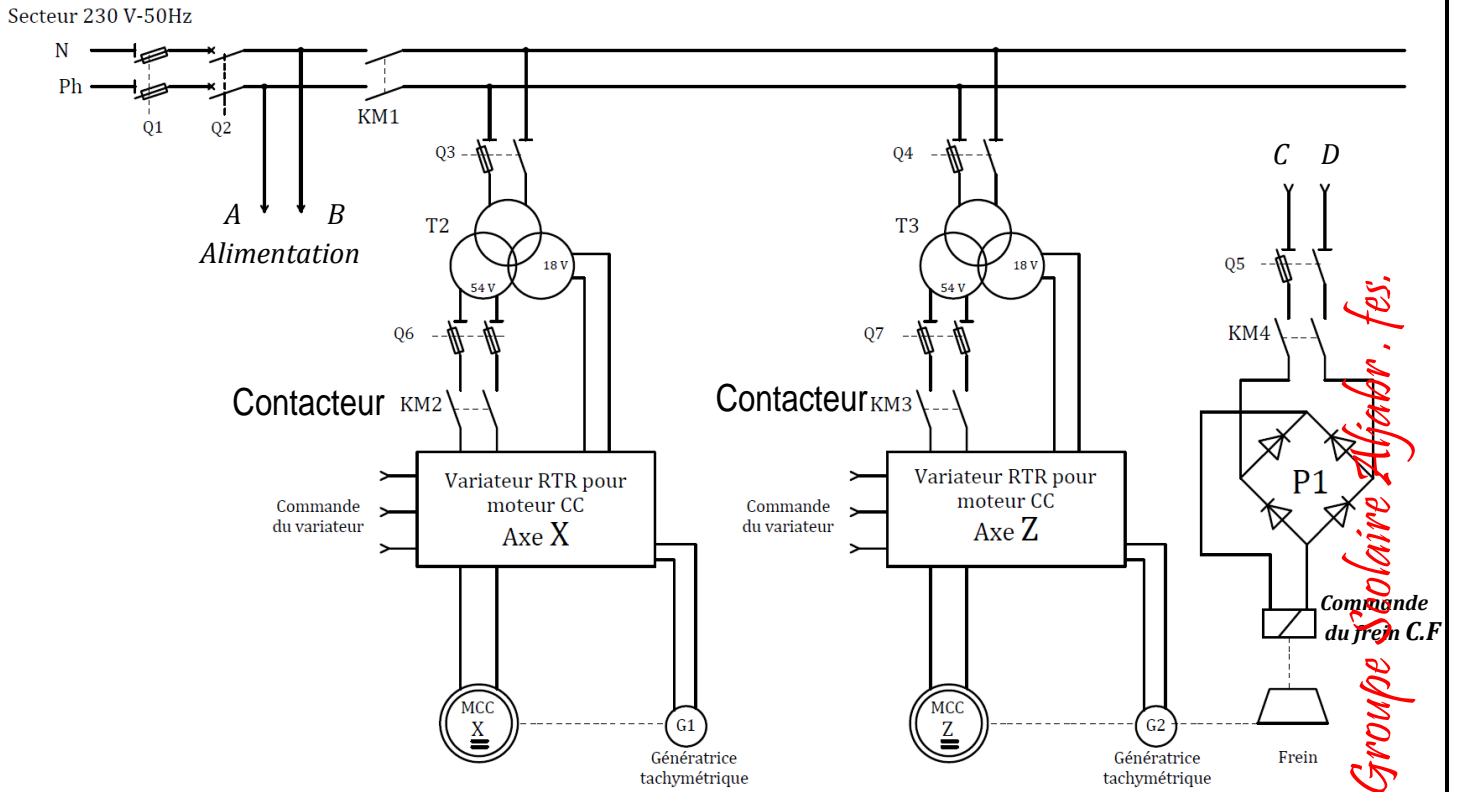 Secteur 230 V-50Hz
N
Ph
Q1
Q2
KM1
A
B
Alimentation
Q3
T2
18 V
54 V
Q6
Contacteur
KM2
Variateur RTR pour
moteur CC
Axe X
Commande
du variateur
MCC
X
G1
Génératrice
tachymétrique
Q4
T3
18 V
54 V
Q7
Contacteur
KM3
Variateur RTR pour
moteur CC
Axe Z
Commande
du variateur
MCC
Z
G2
Génératrice
tachymétrique
C
D
Q5
KM4
P1
Commande
du frein C.F
Frein
Groupe Scolaire Aljabr . fes.